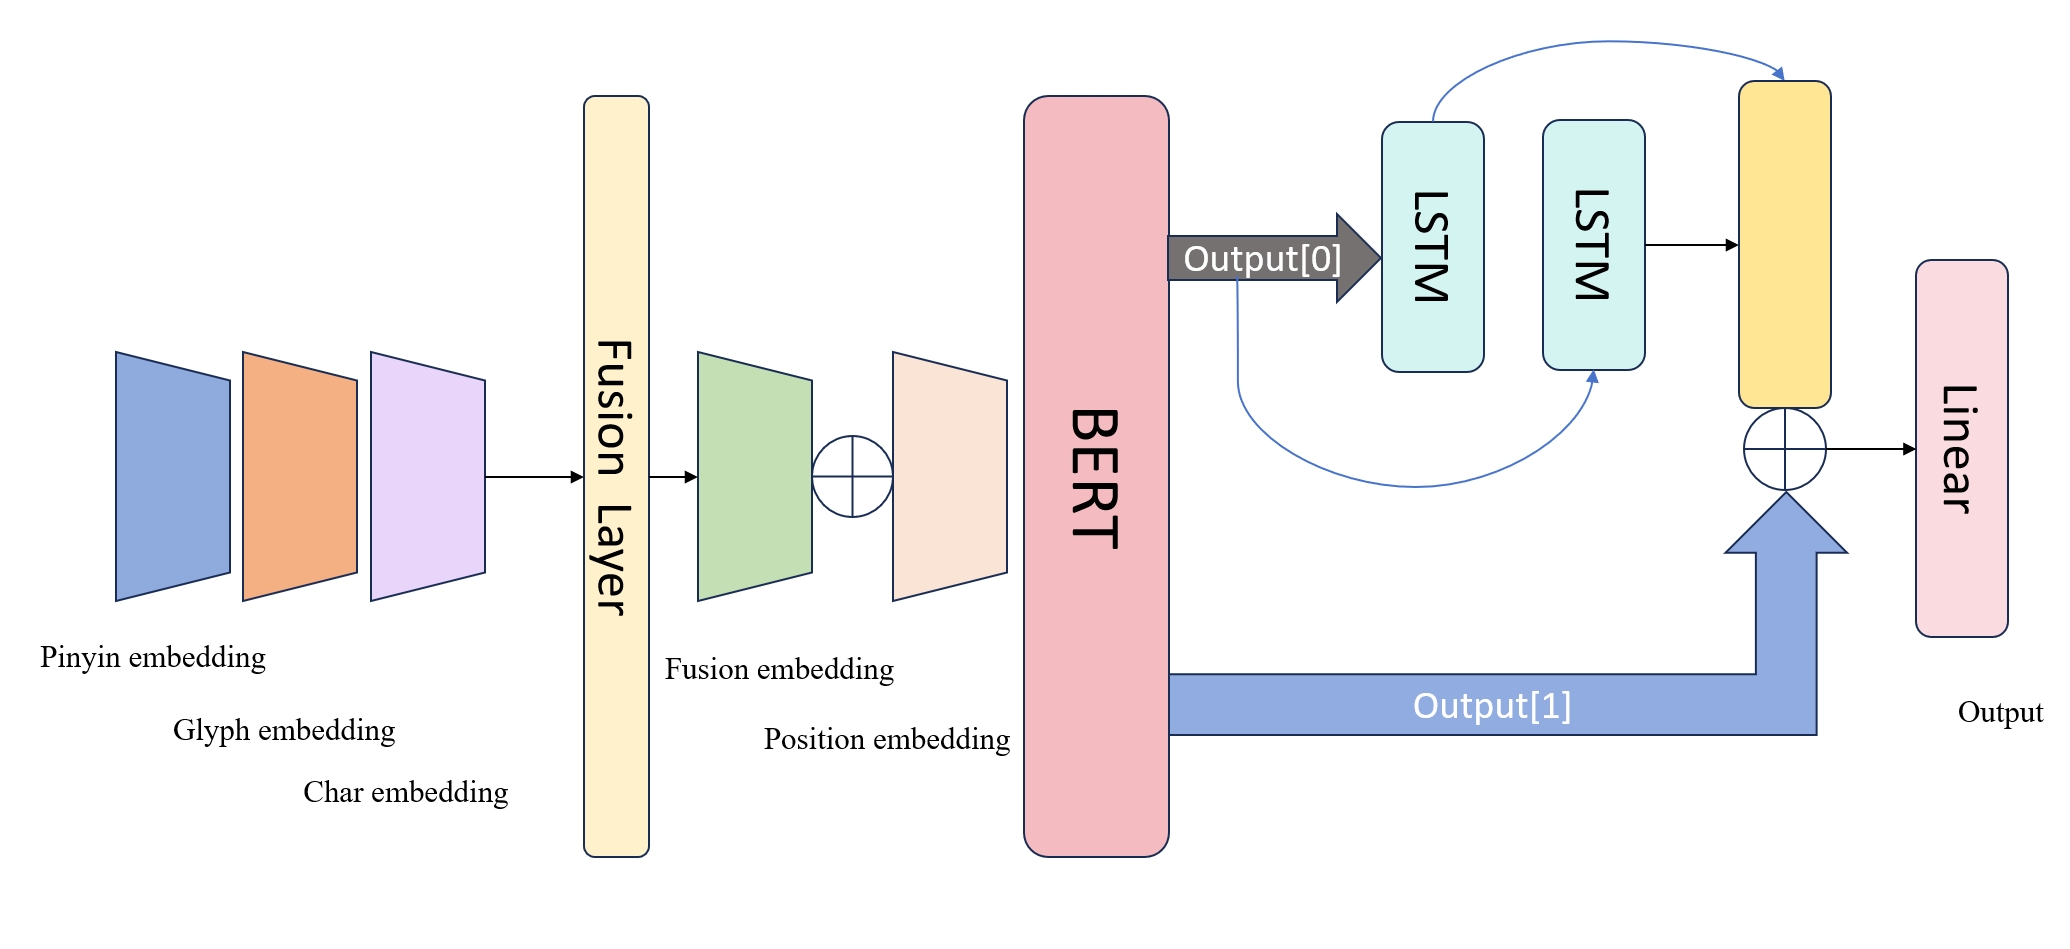 Pinyin embedding
Glyph embedding
Char embedding
Fusion Layer
Fusion embedding
Position embedding
BERT
Output[0]
LSTM
LSTM
Output[1]
Linear
Output